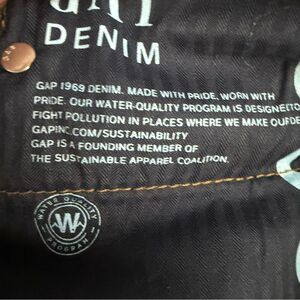 GAP
DENIM
GAP 1969 DENIM. MADE WITH PRIDE, WORN WITH
PRIDE. OUR WATER-QUALITY PROGRAM IS DESIGNED TO
FIGHT POLLUTION IN PLACES WHERE WE MAKE OUR DE
GAPINC.COM/SUSTAINABILITY
GAP IS A FOUNDING MEMBER OF
THE SUSTAINABLE APPAREL COALITION.
WATER QUALITY
W
PROGRAM